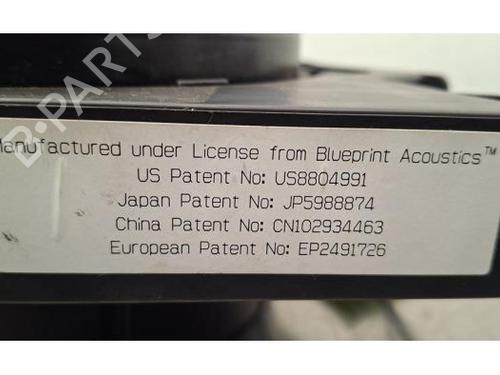 B-PARTS
Manufactured under License from Blueprint Acoustics™
US Patent No: US8804991
Japan Patent No: JP5988874
China Patent No: CN102934463
European Patent No: EP2491726